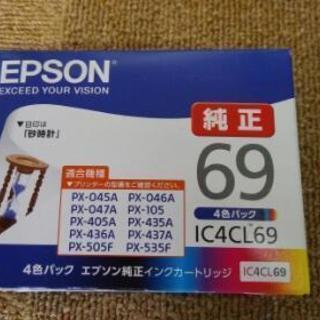 EPSON
EXCEED YOUR VISION
純正
▼目印は
「砂時計」
69
適合機種
▼プリンターの型番をご確認ください。
PX-045A PX-046A
PX-047A PX-105
PX-405A PX-435A
PX-436A PX-437A
PX-505F PX-535F
4色パック
IC4CL69
4色パック エプソン純正インクカートリッジ IC4CL69